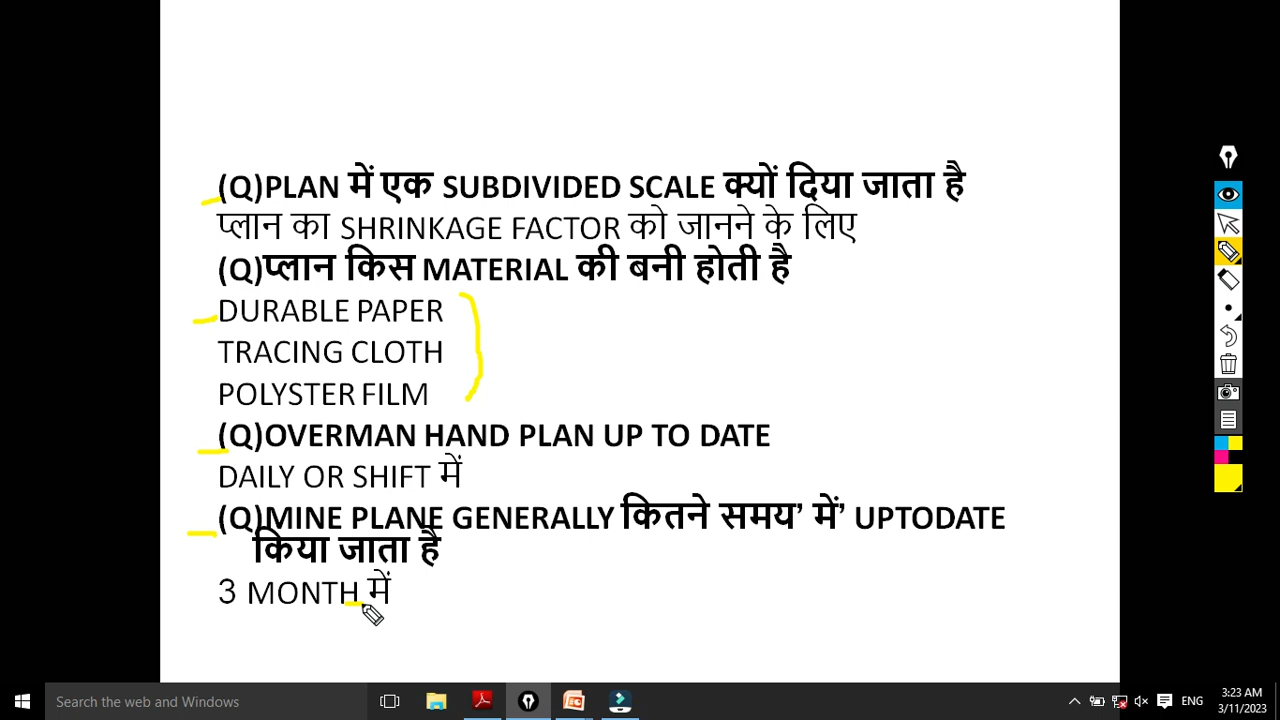 (Q)PLAN में एक SUBDIVIDED SCALE क्यों दिया जाता है
प्लान का SHRINKAGE FACTOR को जानने के लिए
(Q)प्लान किस MATERIAL की बनी होती है
DURABLE PAPER
TRACING CLOTH
POLYSTER FILM
(Q)OVERMAN HAND PLAN UP TO DATE
DAILY OR SHIFT में
(Q)MINE PLANE GENERALLY कितने समय’ में’ UPTODATE
किया जाता है
3 MONTH में
Search the web and Windows
ENG
3:23 AM
3/11/2023